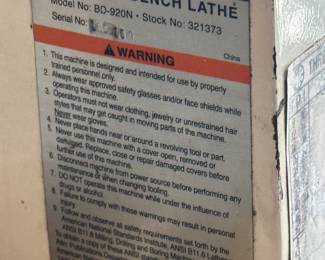 BENCH LATHE
Model No: BD-920N • Stock No: 321373
Serial No:
WARNING
China
1. This machine is designed and intended for use by properly
trained personnel only.
2. Always wear approved safety glasses and/or face shields while
operating this machine.
3. Operators must not wear clothing, jewelry or unrestrained hair
styles that may get caught in moving parts of the machine.
Never wear gloves.
4. Never place hands near or around a revolving tool or part.
5. Never use this machine with a cover open, removed or
damaged. Replace, close or repair damaged covers before
further use of this machine.
6. Disconnect machine from power source before performing any
maintenance or when changing tooling.
7. DO NOT operate this machine while under the influence of
drugs or alcohol.
8. Failure to comply with these warnings may result in personal
injury.
9. Follow and observe all safety requirements set forth by the
American National Standards Institute, ANSI B11.6 Lathes
ANSI B11.8 Milling, Drilling and Boring Machines
To obtain a copy of these ANSI
American